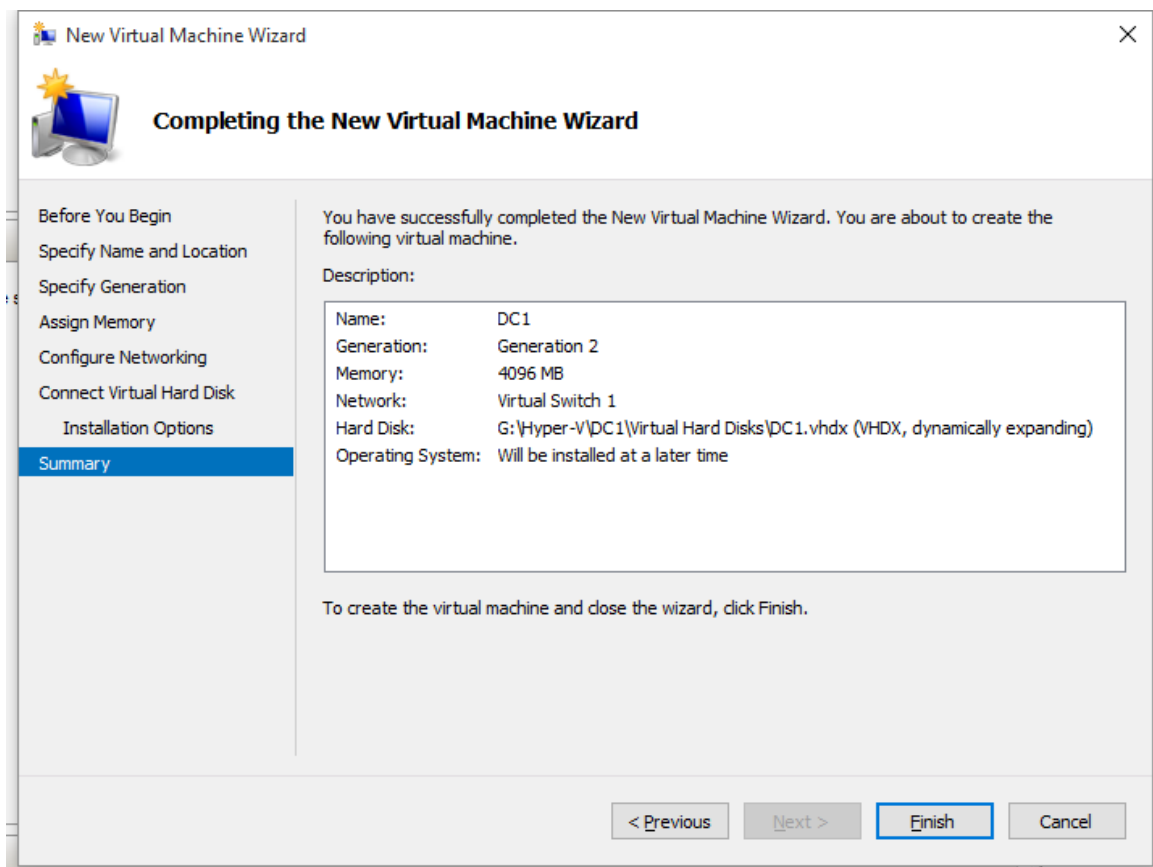 New Virtual Machine Wizard
Completing the New Virtual Machine Wizard
Before You Begin
Specify Name and Location
Specify Generation
Assign Memory
Configure Networking
Connect Virtual Hard Disk
Installation Options
Summary
You have successfully completed the New Virtual Machine Wizard. You are about to create the
following virtual machine.
Description:
Name: DC1
Generation: Generation 2
Memory: 4096 MB
Network: Virtual Switch 1
Hard Disk: G:\Hyper-V\DC1\Virtual Hard Disks\DC1.vhdx (VHDX, dynamically expanding)
Operating System: Will be installed at a later time
To create the virtual machine and close the wizard, click Finish.
< Previous
Next >
Finish
Cancel